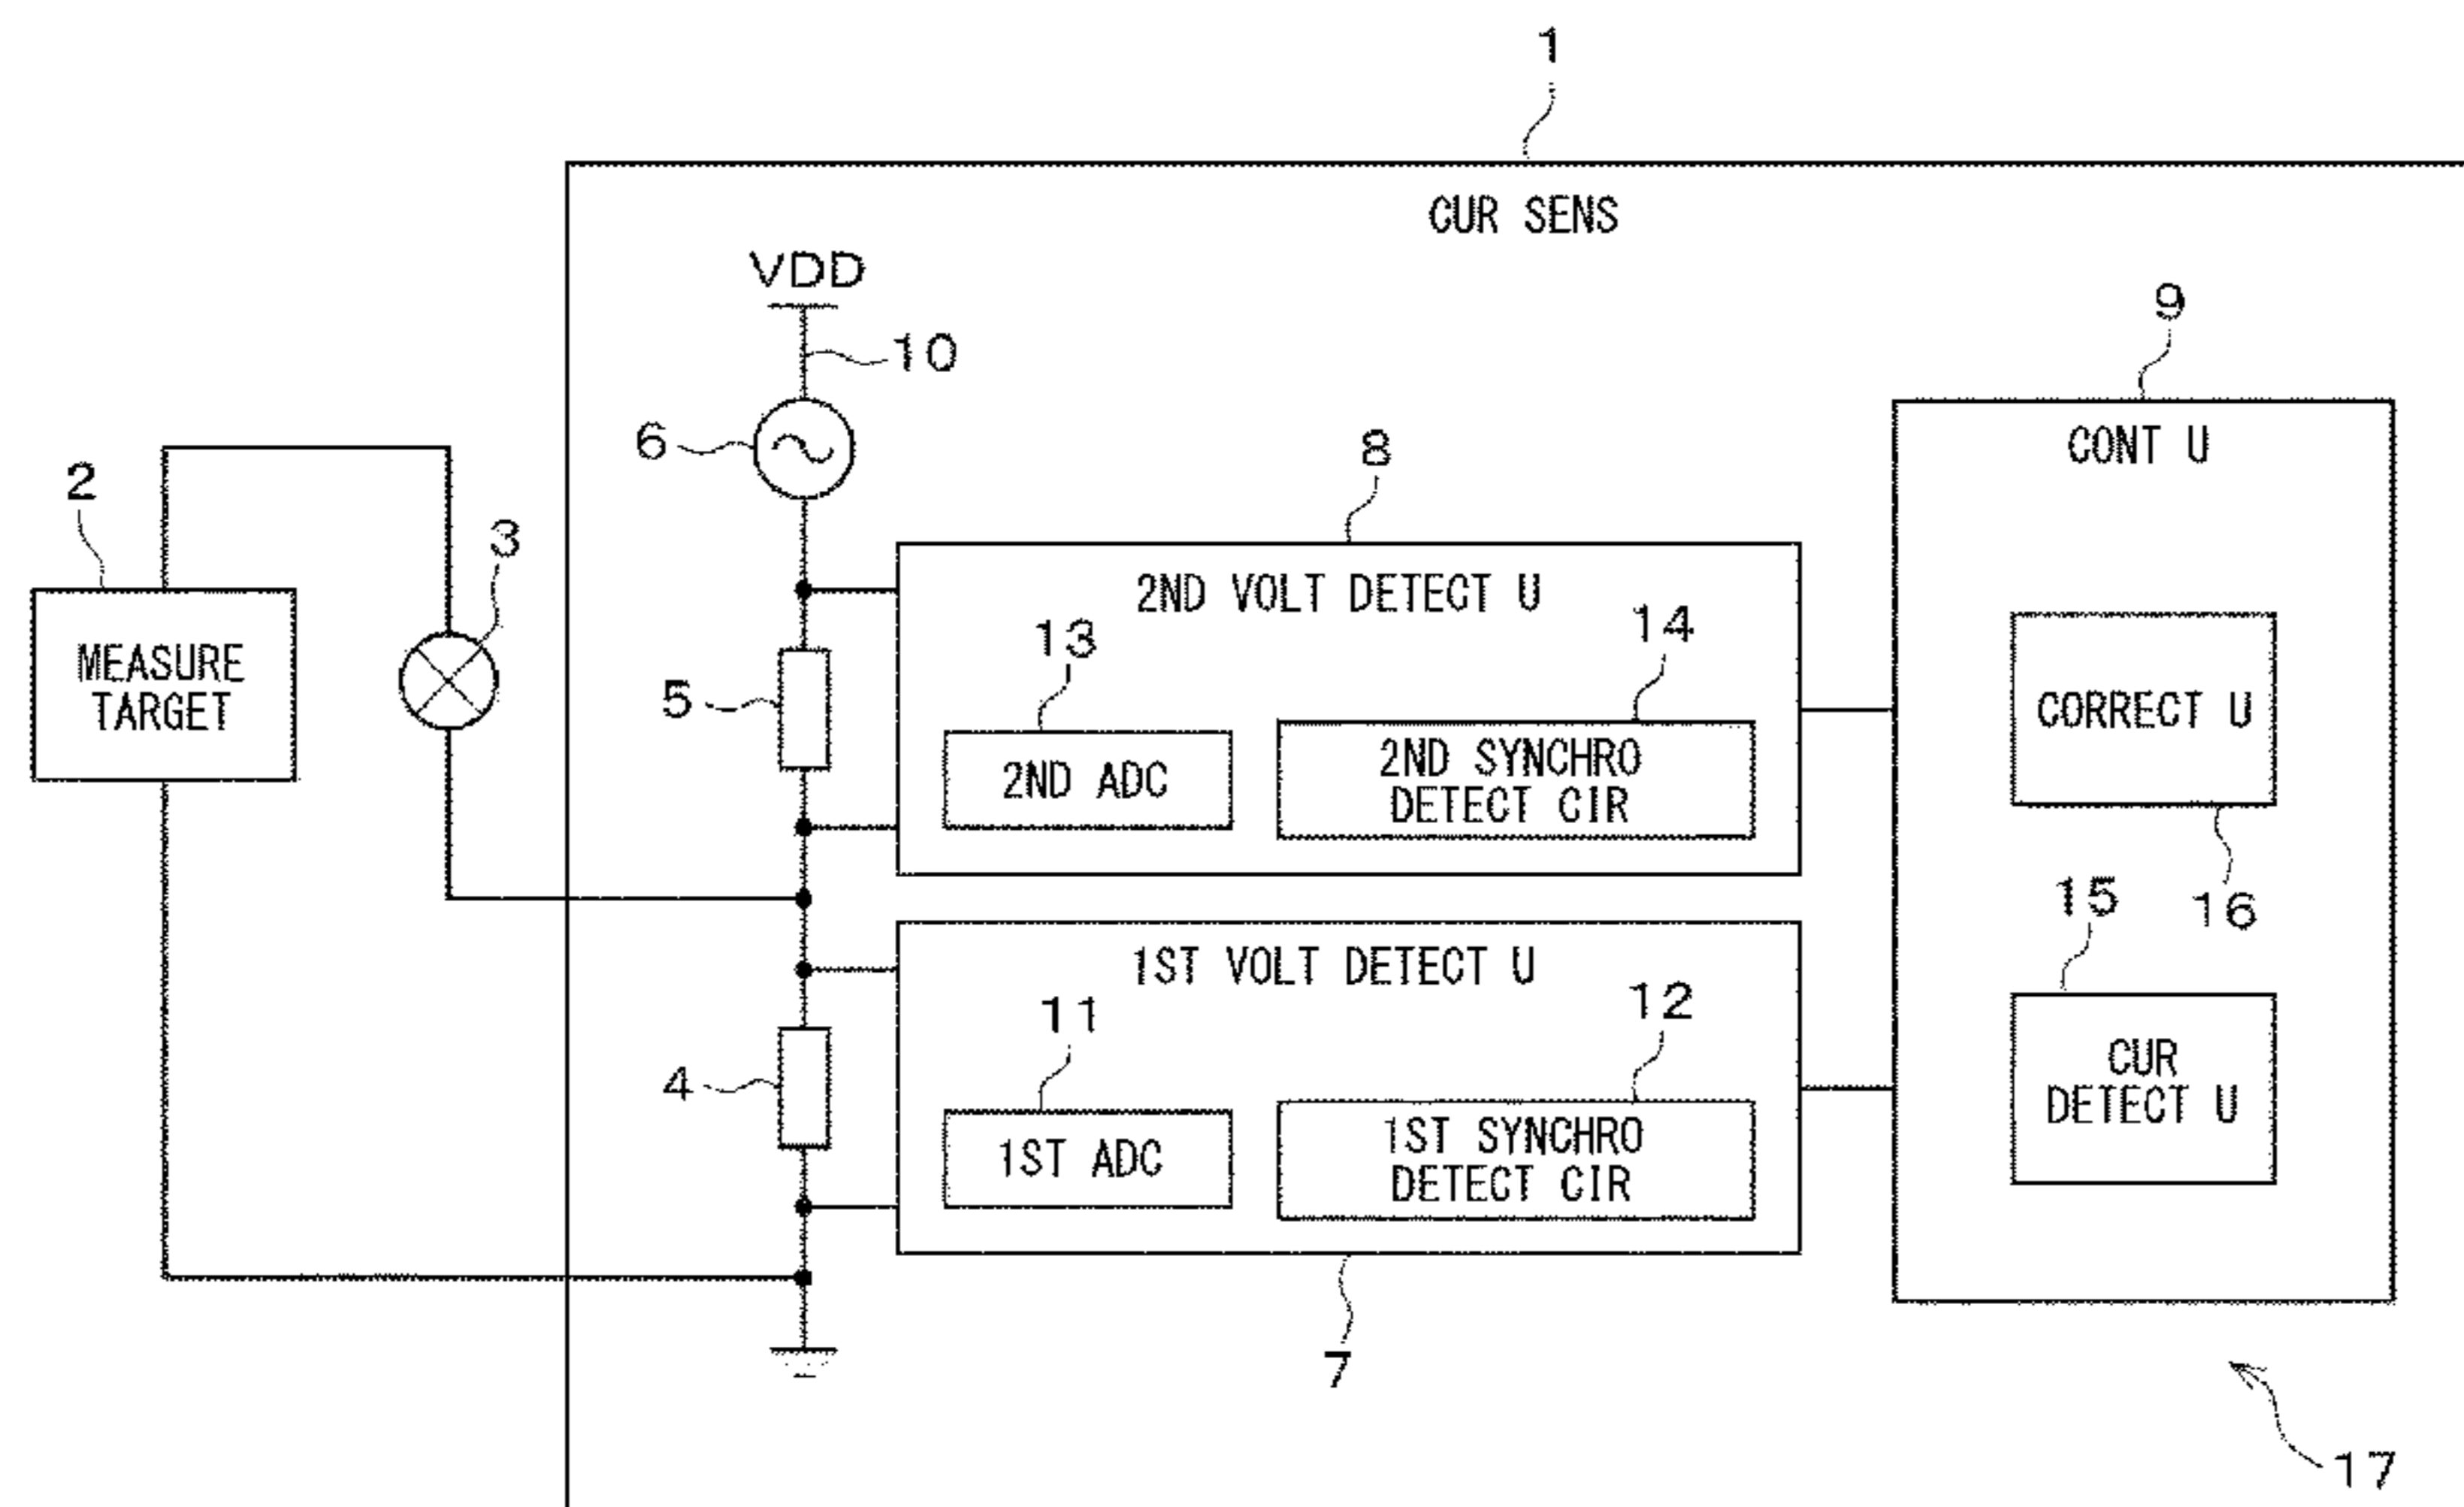 1
CUR SENS
VDD
10
9
6
8
CONT U
2
3
2ND VOLT DETECT U
13
14
MEASURE
TARGET
5
CORRECT U
2ND ADC
2ND SYNCHRO
DETECT CIR
15
16
1ST VOLT DETECT U
11
12
4
CUR
DETECT U
1ST ADC
1ST SYNCHRO
DETECT CIR
7
17